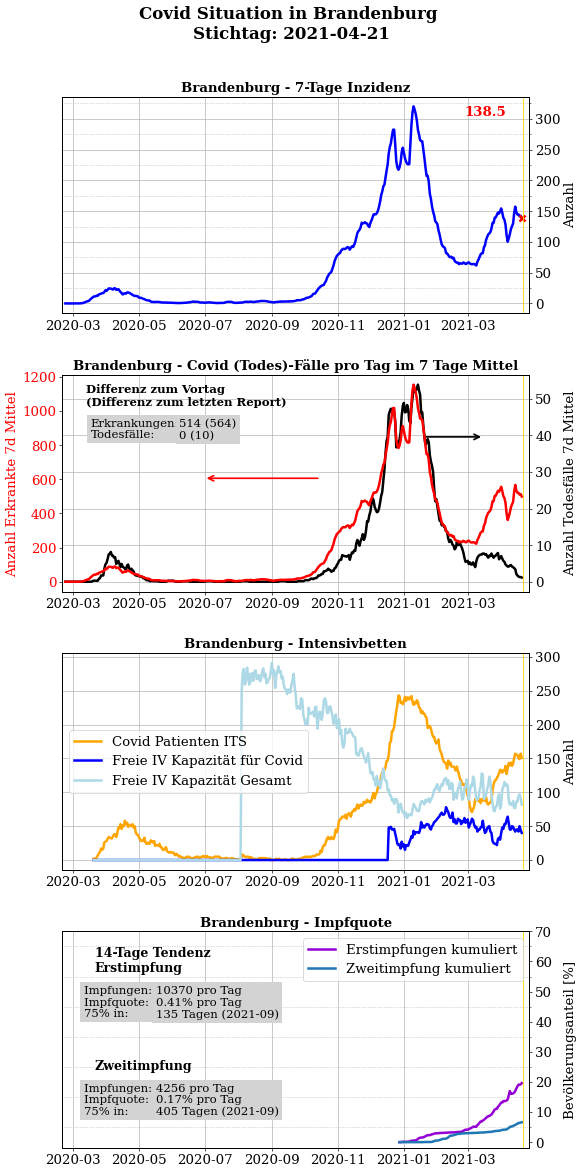 Covid Situation in Brandenburg
Stichtag: 2021-04-21
Brandenburg - 7-Tage Inzidenz
138.5
300
250
200
150
100
50
0
Anzahl
2020-03 2020-05 2020-07 2020-09 2020-11 2021-01 2021-03
Brandenburg - Covid (Todes)-Fälle pro Tag im 7 Tage Mittel
Anzahl Erkrankte 7d Mittel
1200
1000
800
600
400
200
0
Differenz zum Vortag
(Differenz zum letzten Report)
Erkrankungen 514 (564)
Todesfälle: 0 (10)
50
40
30
20
10
0
Anzahl Todesfälle 7d Mittel
2020-03 2020-05 2020-07 2020-09 2020-11 2021-01 2021-03
Brandenburg - Intensivbetten
Covid Patienten ITS
Freie IV Kapazität für Covid
Freie IV Kapazität Gesamt
300
250
200
150
100
50
0
Anzahl
2020-03 2020-05 2020-07 2020-09 2020-11 2021-01 2021-03
Brandenburg - Impfquote
14-Tage Tendenz
Erstimpfung
Impfungen: 10370 pro Tag
Impfquote: 0.41% pro Tag
75% in: 135 Tagen (2021-09)
Zweitimpfung
Impfungen: 4256 pro Tag
Impfquote: 0.17% pro Tag
75% in: 405 Tagen (2021-09)
Erstimpfungen kumuliert
Zweitimpfung kumuliert
70
60
50
40
30
20
10
0
Bevölkerungsanteil [%]
2020-03 2020-05 2020-07 2020-09 2020-11 2021-01 2021-03